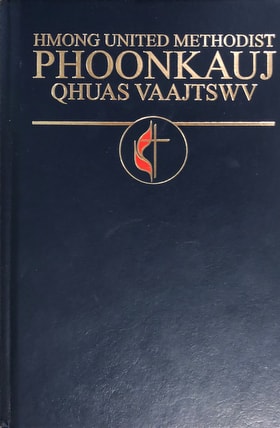 HMONG UNITED METHODIST
PHOONKAUJ
QHUAS VAAJTSWV